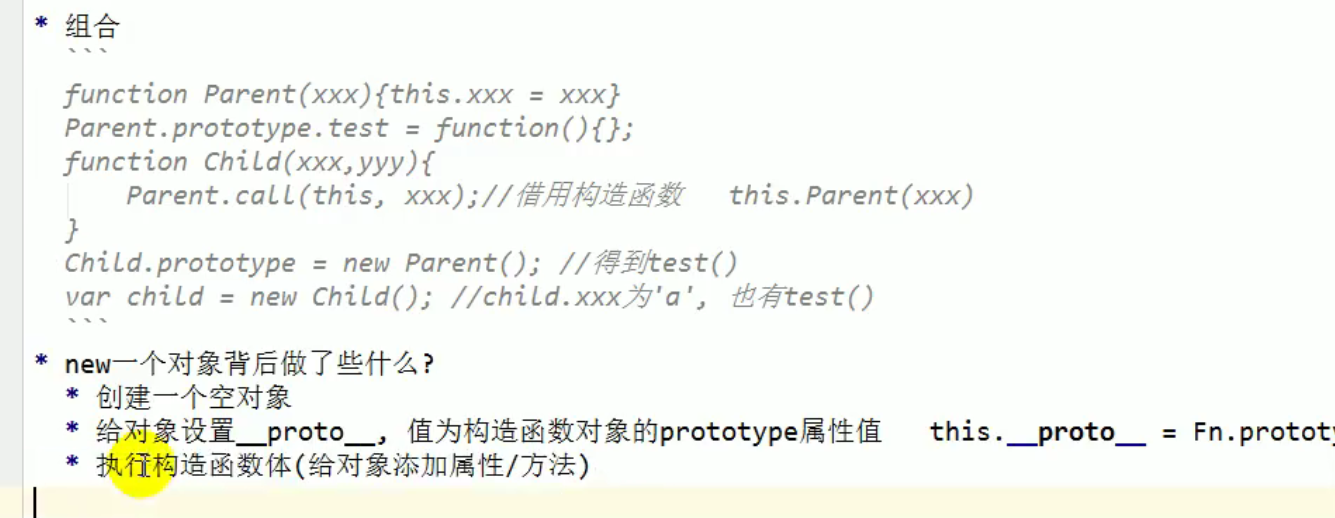 * 组合
```
function Parent(xxx){this.xxx = xxx}
Parent.prototype.test = function(){};
function Child(xxx,yyy){
Parent.call(this, xxx);//借用构造函数 this.Parent(xxx)
}
Child.prototype = new Parent(); //得到test()
var child = new Child(); //child.xxx为'a', 也有test()
```
* new一个对象背后做了些什么?
* 创建一个空对象
* 给对象设置__proto__, 值为构造函数对象的prototype属性值 this.__proto__ = Fn.prototy
* 执行构造函数体(给对象添加属性/方法)